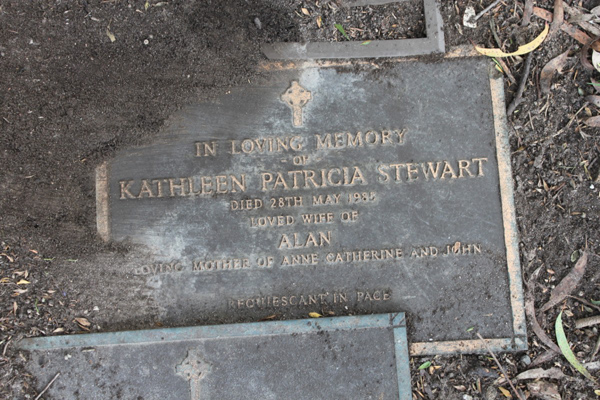 IN LOVING MEMORY
- OF -
KATHLEEN PATRICIA STEWART
DIED 28TH MAY 1985
LOVED WIFE OF
ALAN
LOVING MOTHER OF ANNE CATHERINE AND JOHN
REQUIESCANT IN PACE